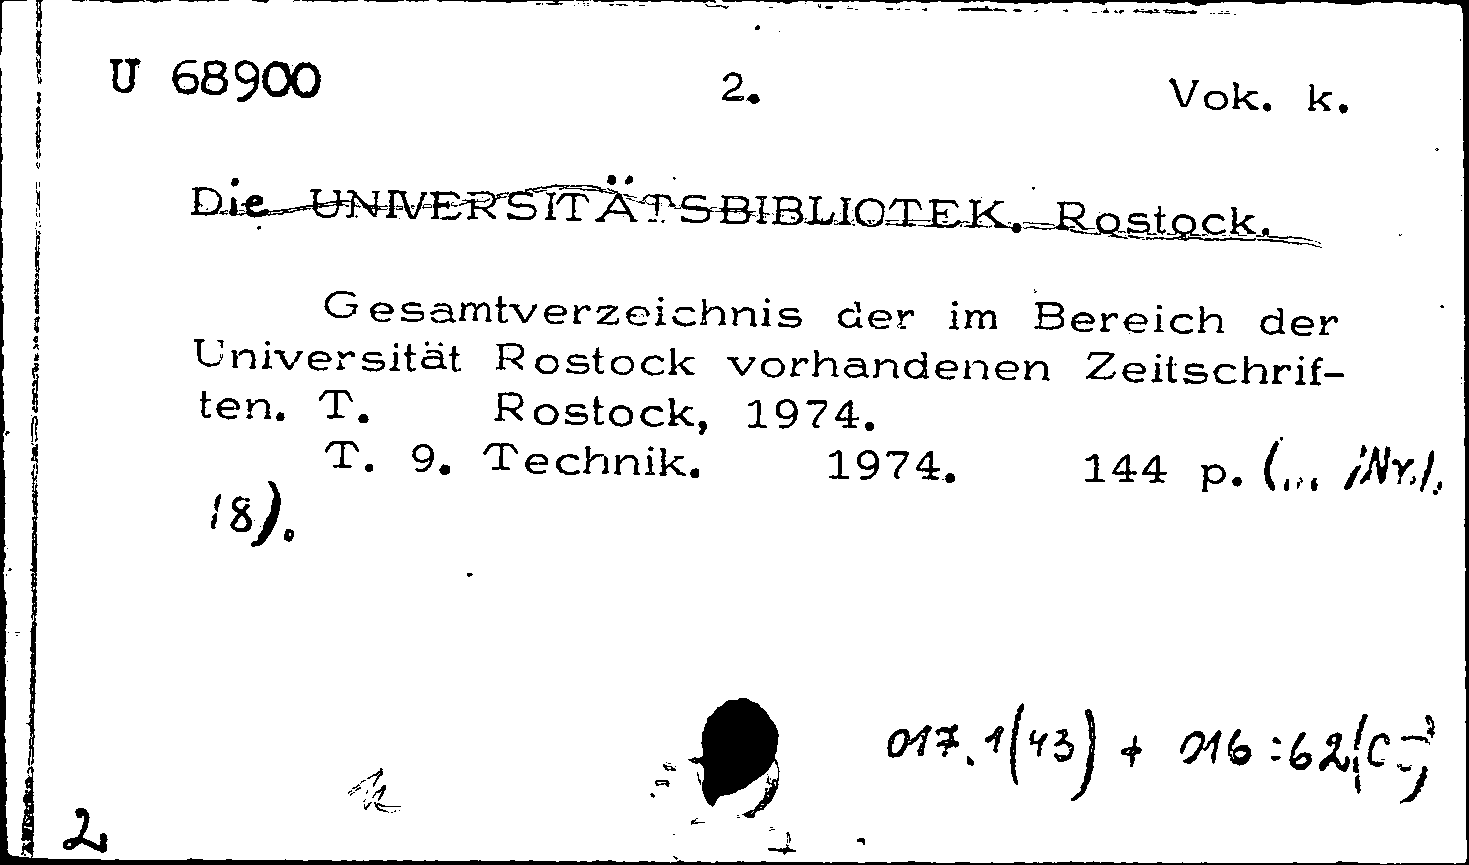 U 68900 2. Vok. k.
Die UNIVERSITÄTSBIBLIOTEK. Rostock.
Gesamtverzeichnis der im Bereich der
Universität Rostock vorhandenen Zeitschrif-
ten. T. Rostock, 1974.
T. 9. Technik. 1974. 144 p. (... ;Nr.1.
18).
017.1(43) + 016:62
2